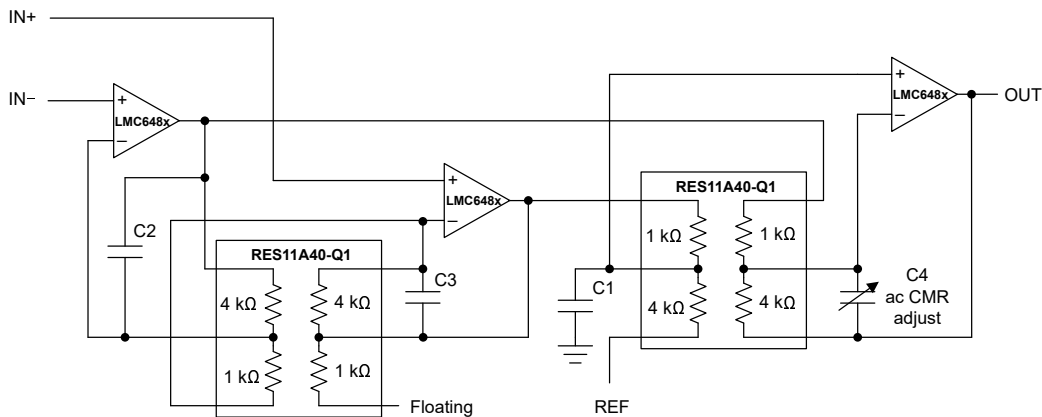 IN+
IN−
+
LMC648x
−
+
LMC648x
−
+
LMC648x
−
OUT
C2
RES11A40-Q1
4 kΩ
4 kΩ
1 kΩ
1 kΩ
C3
Floating
RES11A40-Q1
1 kΩ
1 kΩ
4 kΩ
4 kΩ
C1
REF
C4
ac CMR
adjust